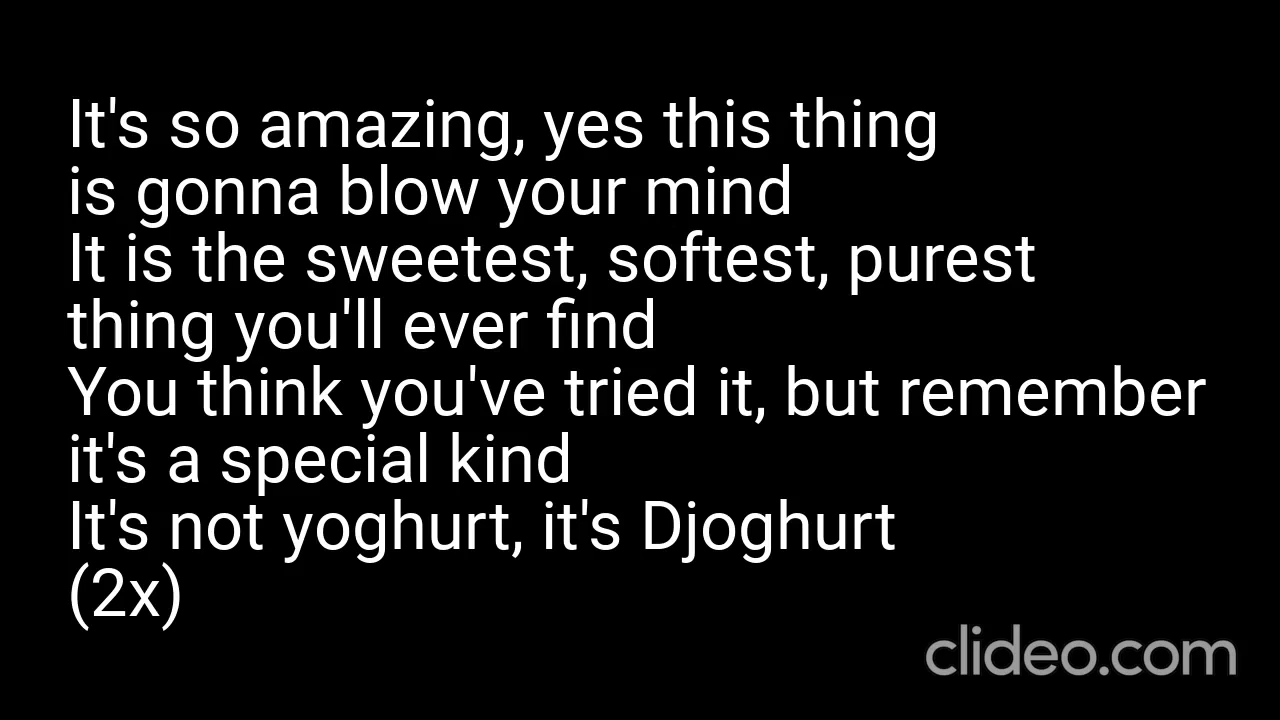 It's so amazing, yes this thing
is gonna blow your mind
It is the sweetest, softest, purest
thing you'll ever find
You think you've tried it, but remember
it's a special kind
It's not yoghurt, it's Djoghurt
(2x)
clideo.com